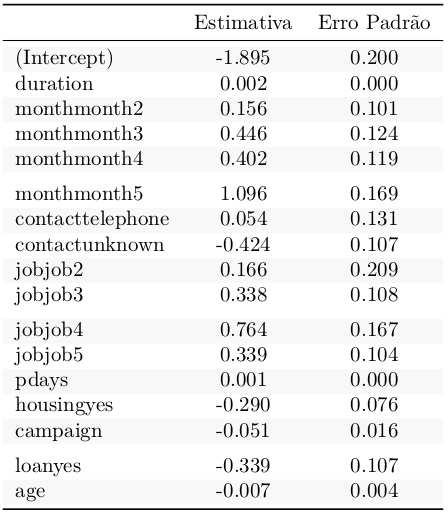 Estimativa Erro Padrão
(Intercept) -1.895 0.200
duration 0.002 0.000
monthmonth2 0.156 0.101
monthmonth3 0.446 0.124
monthmonth4 0.402 0.119
monthmonth5 1.096 0.169
contacttelephone 0.054 0.131
contactunknown -0.424 0.107
jobjob2 0.166 0.209
jobjob3 0.338 0.108
jobjob4 0.764 0.167
jobjob5 0.339 0.104
pdays 0.001 0.000
housingyes -0.290 0.076
campaign -0.051 0.016
loanyes -0.339 0.107
age -0.007 0.004